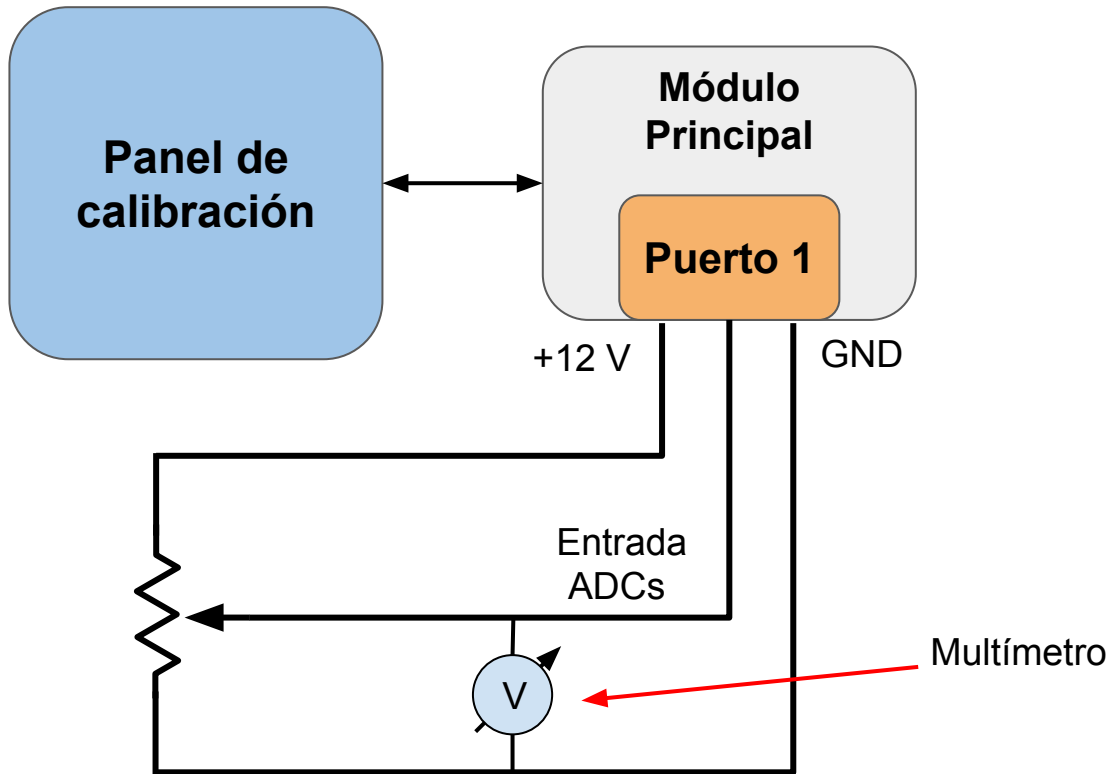 Panel de
calibración
Módulo
Principal
Puerto 1
+12 V
GND
Entrada
ADCs
V
Multímetro